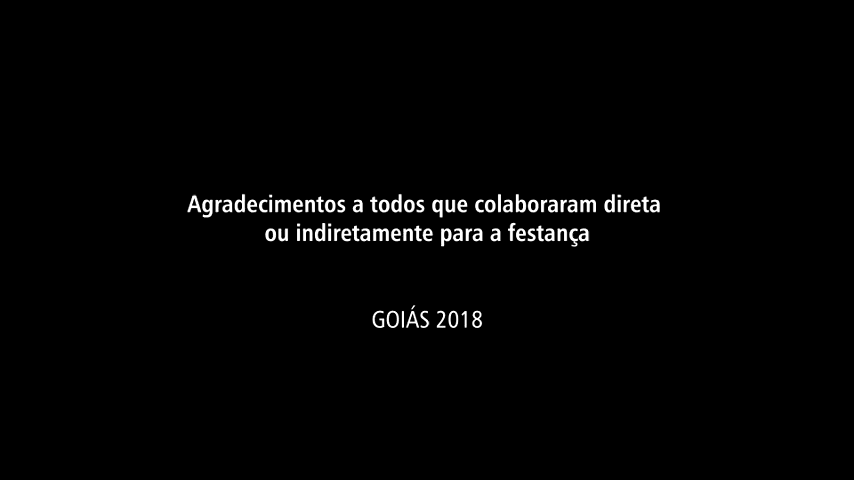 Agradecimentos a todos que colaboraram direta
ou indiretamente para a festança
GOIÁS 2018